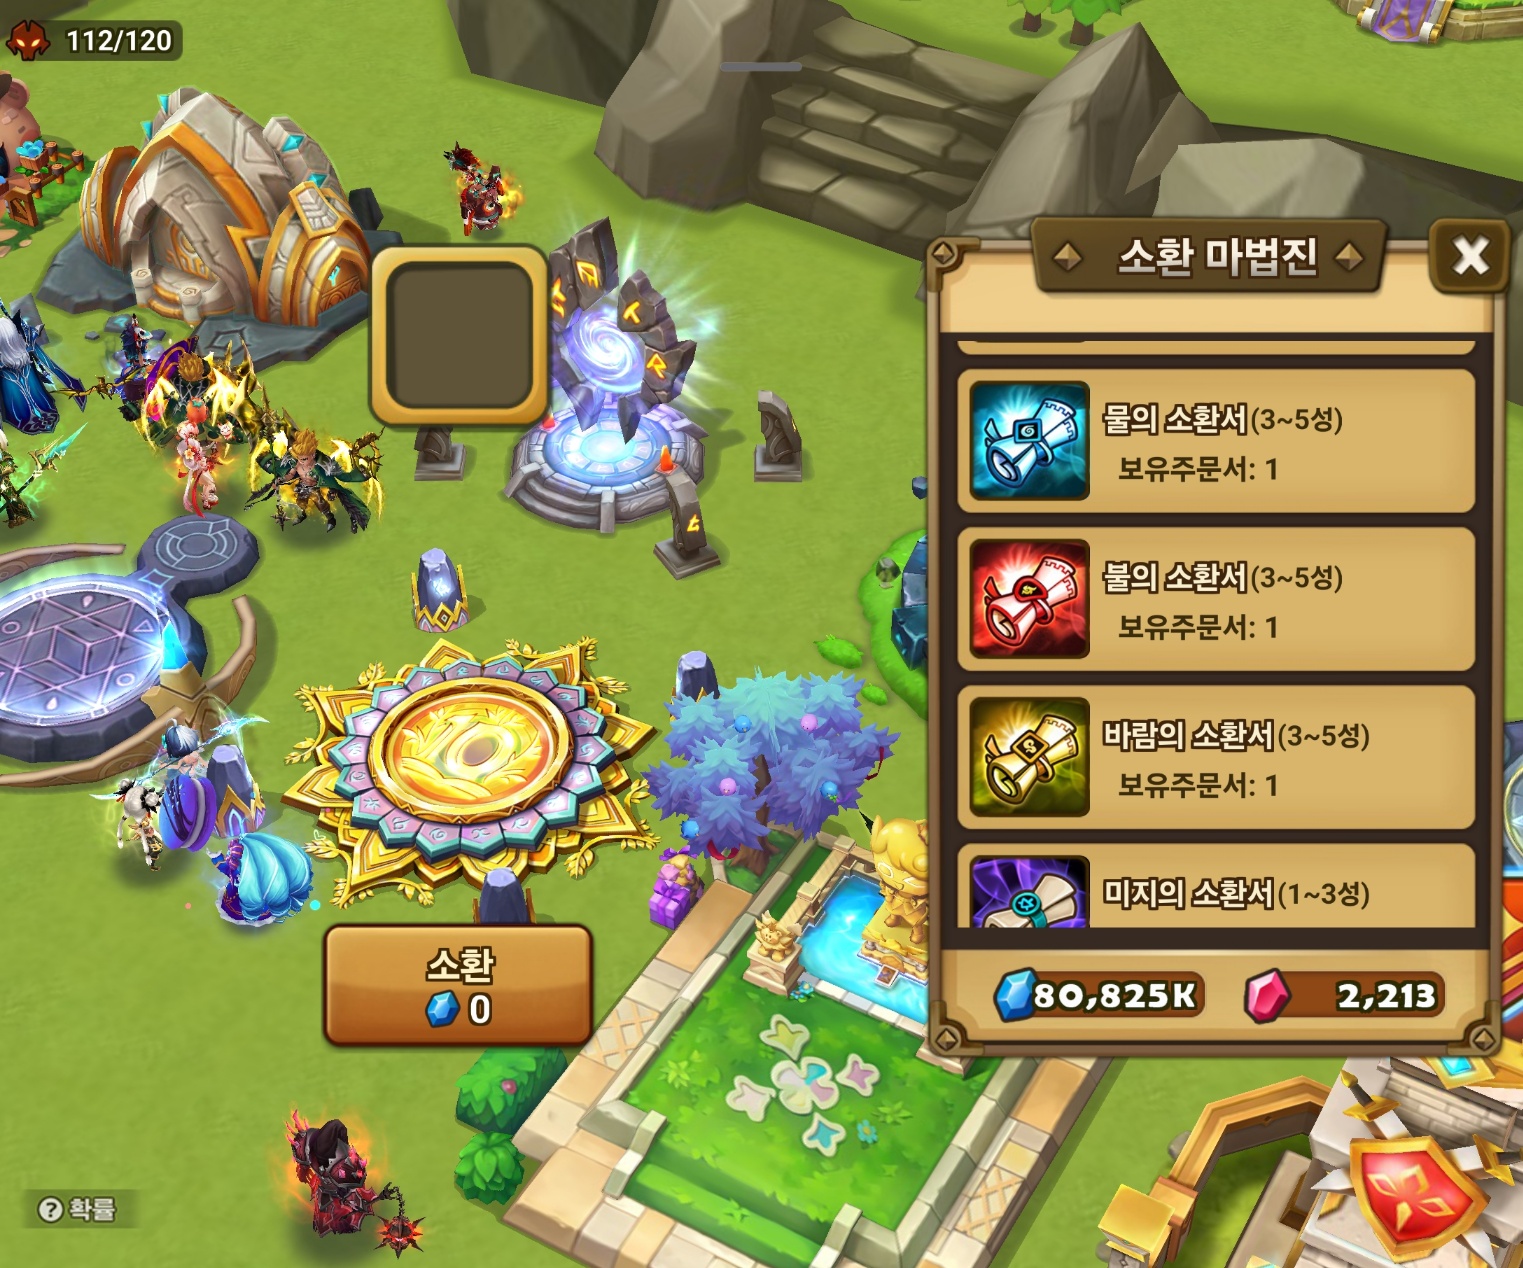 112/120
소환 마법진
물의 소환서(3~5성)
보유주문서: 1
불의 소환서(3~5성)
보유주문서: 1
바람의 소환서(3~5성)
보유주문서: 1
미지의 소환서(1~3성)
80,825K 2,213
소환
0
? 확률